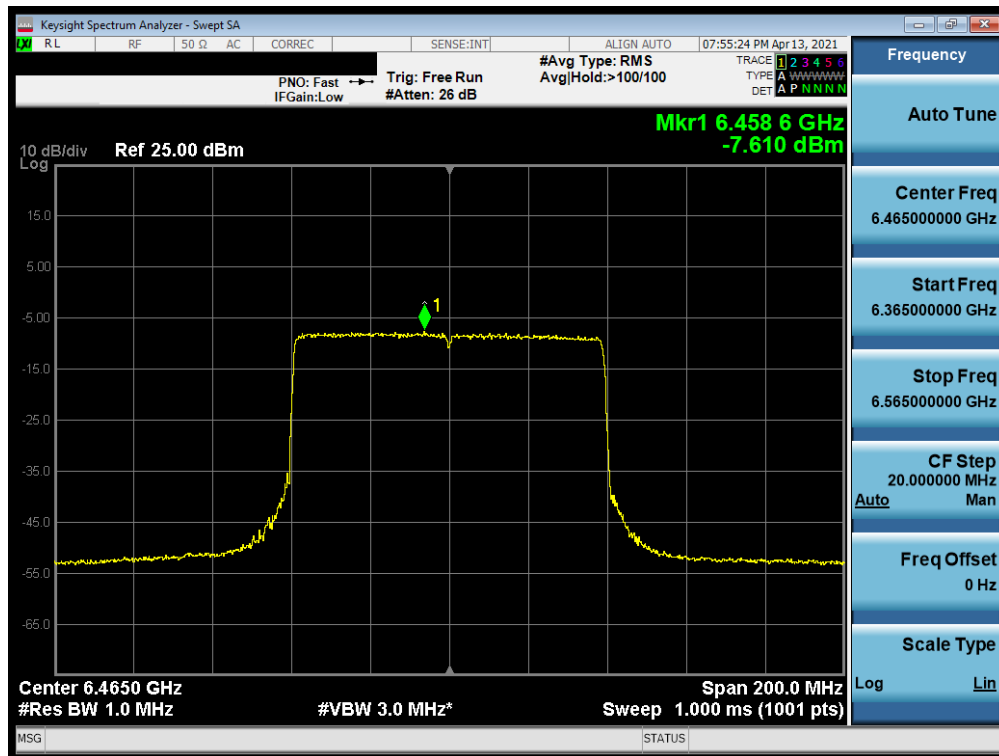 Keysight Spectrum Analyzer - Swept SA
LXI RL RF 50 Ω AC CORREC SENSE:INT ALIGN AUTO 07:55:24 PM Apr 13, 2021
PNO: Fast
IFGain:Low
Trig: Free Run
#Atten: 26 dB
#Avg Type: RMS
Avg|Hold:>100/100
TRACE 1 2 3 4 5 6
TYPE A WWWWW
DET A P N N N N
Mkr1 6.458 6 GHz
-7.610 dBm
10 dB/div
Log
Ref 25.00 dBm
15.0
5.00
1
-5.00
-15.0
-25.0
-35.0
-45.0
-55.0
-65.0
Center 6.4650 GHz
Span 200.0 MHz
#Res BW 1.0 MHz
#VBW 3.0 MHz*
Sweep 1.000 ms (1001 pts)
MSG
STATUS
Frequency
Auto Tune
Center Freq
6.465000000 GHz
Start Freq
6.365000000 GHz
Stop Freq
6.565000000 GHz
CF Step
20.000000 MHz
Auto Man
Freq Offset
0 Hz
Scale Type
Log Lin